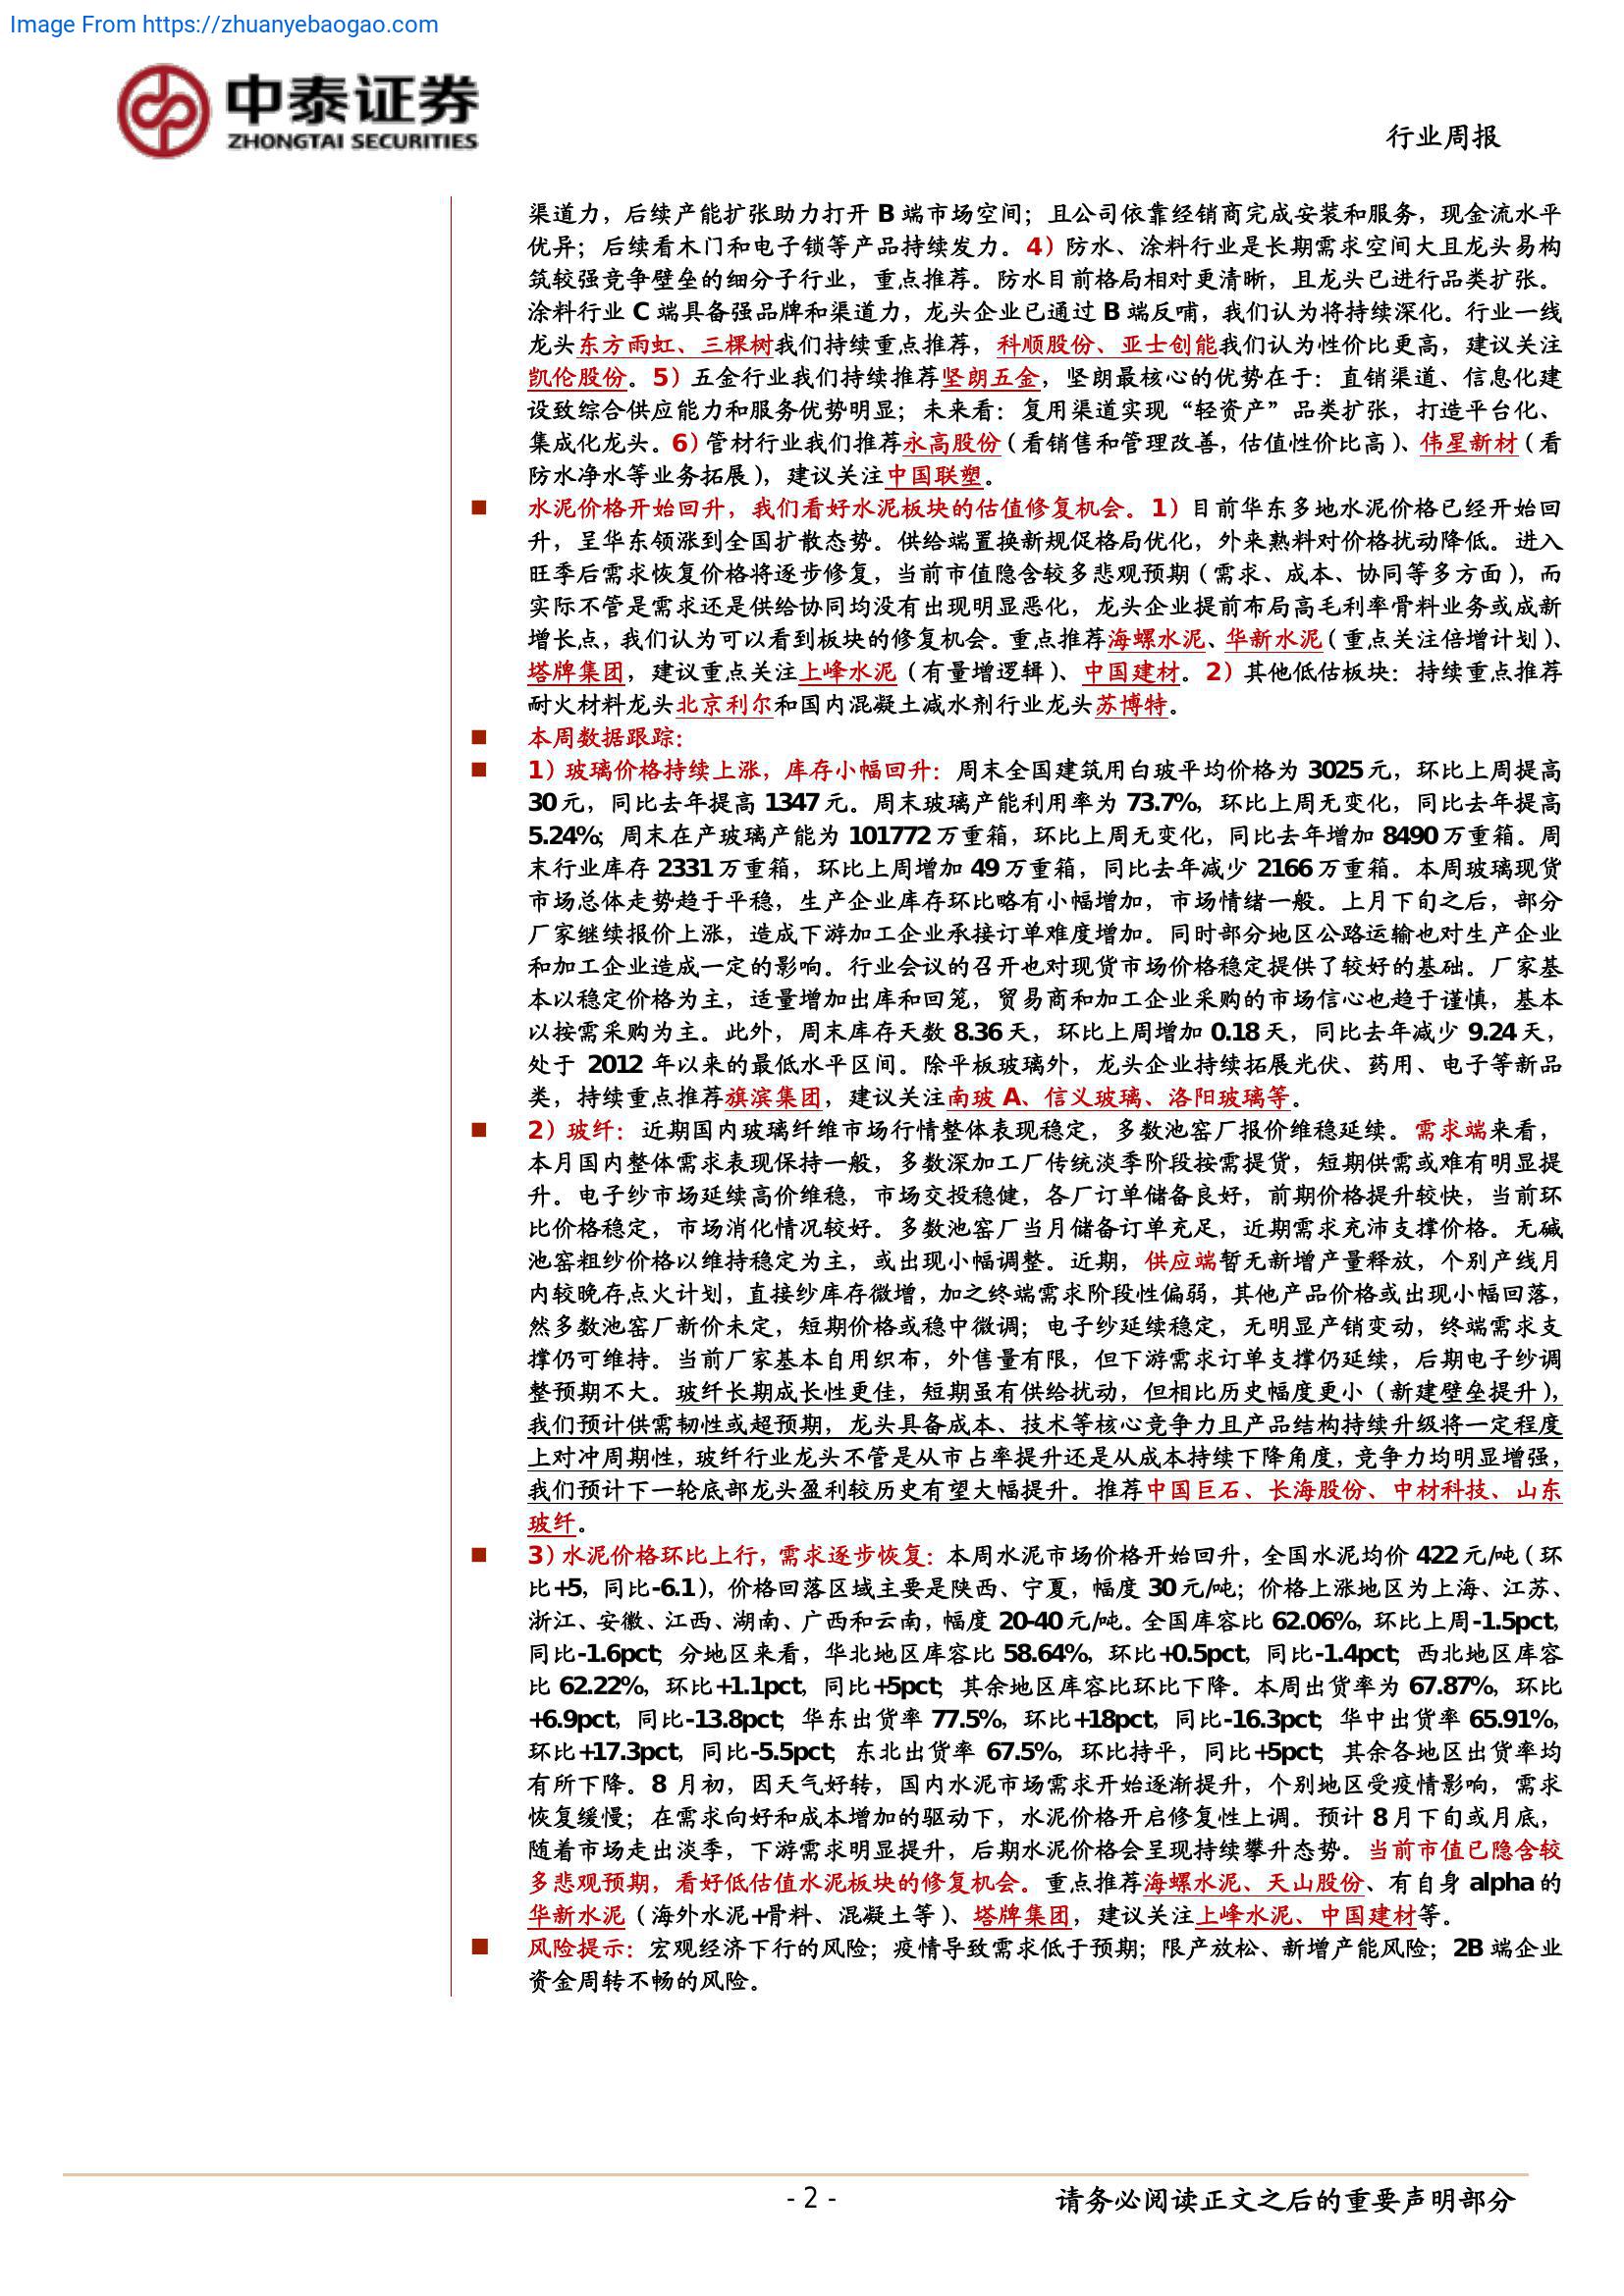 Image From https://zhuanyebaogao.com
中泰证券
ZHONGTAI SECURITIES
行业周报
渠道力，后续产能扩张助力打开 B 端市场空间；且公司依靠经销商完成安装和服务，现金流水平
优异；后续看木门和电子锁等产品持续发力。4）防水、涂料行业是长期需求空间大且龙头易构
筑较强竞争壁垒的细分子行业，重点推荐。防水目前格局相对更清晰，且龙头已进行品类扩张。
涂料行业 C 端具备强品牌和渠道力，龙头企业已通过 B 端反哺，我们认为将持续深化。行业一线
龙头东方雨虹、三棵树我们持续重点推荐，科顺股份、亚士创能我们认为性价比更高，建议关注
凯伦股份。5）五金行业我们持续推荐坚朗五金，坚朗最核心的优势在于：直销渠道、信息化建
设致综合供应能力和服务优势明显；未来看：复用渠道实现“轻资产”品类扩张，打造平台化、
集成化龙头。6）管材行业我们推荐永高股份（看销售和管理改善，估值性价比高）、伟星新材（看
防水净水等业务拓展），建议关注中国联塑。
■ 水泥价格开始回升，我们看好水泥板块的估值修复机会。1）目前华东多地水泥价格已经开始回
升，呈华东领涨到全国扩散态势。供给端置换新规促格局优化，外来熟料对价格扰动降低。进入
旺季后需求恢复价格将逐步修复，当前市值隐含较多悲观预期（需求、成本、协同等多方面），而
实际不管是需求还是供给协同均没有出现明显恶化，龙头企业提前布局高毛利率骨料业务或成新
增长点，我们认为可以看到板块的修复机会。重点推荐海螺水泥、华新水泥（重点关注倍增计划）、
塔牌集团，建议重点关注上峰水泥（有量增逻辑）、中国建材。2）其他低估板块：持续重点推荐
耐火材料龙头北京利尔和国内混凝土减水剂行业龙头苏博特。
■ 本周数据跟踪：
■ 1）玻璃价格持续上涨，库存小幅回升：周末全国建筑用白玻平均价格为 3025 元，环比上周提高
30 元，同比去年提高 1347 元。周末玻璃产能利用率为 73.7%，环比上周无变化，同比去年提高
5.24%；周末在产玻璃产能为 101772 万重箱，环比上周无变化，同比去年增加 8490 万重箱。周
末行业库存 2331 万重箱，环比上周增加 49 万重箱，同比去年减少 2166 万重箱。本周玻璃现货
市场总体走势趋于平稳，生产企业库存环比略有小幅增加，市场情绪一般。上月下旬之后，部分
厂家继续报价上涨，造成下游加工企业承接订单难度增加。同时部分地区公路运输也对生产企业
和加工企业造成一定的影响。行业会议的召开也对现货市场价格稳定提供了较好的基础。厂家基
本以稳定价格为主，适量增加出库和回笼，贸易商和加工企业采购的市场信心也趋于谨慎，基本
以按需采购为主。此外，周末库存天数 8.36 天，环比上周增加 0.18 天，同比去年减少 9.24 天，
处于 2012 年以来的最低水平区间。除平板玻璃外，龙头企业持续拓展光伏、药用、电子等新品
类，持续重点推荐旗滨集团，建议关注南玻 A、信义玻璃、洛阳玻璃等。
■ 2）玻纤：近期国内玻璃纤维市场行情整体表现稳定，多数池窑厂报价维稳延续。需求端来看，
本月国内整体需求表现保持一般，多数深加工厂传统淡季阶段按需提货，短期供需或难有明显提
升。电子纱市场延续高价维稳，市场交投稳健，各厂订单储备良好，前期价格提升较快，当前环
比价格稳定，市场消化情况较好。多数池窑厂当月储备订单充足，近期需求充沛支撑价格。无碱
池窑粗纱价格以维持稳定为主，或出现小幅调整。近期，供应端暂无新增产量释放，个别产线月
内较晚存点火计划，直接纱库存微增，加之终端需求阶段性偏弱，其他产品价格或出现小幅回落，
然多数池窑厂新价未定，短期价格或稳中微调；电子纱延续稳定，无明显产销变动，终端需求支
撑仍可维持。当前厂家基本自用织布，外售量有限，但下游需求订单支撑仍延续，后期电子纱调
整预期不大。玻纤长期成长性更佳，短期虽有供给扰动，但相比历史幅度更小（新建壁垒提升），
我们预计供需韧性或超预期，龙头具备成本、技术等核心竞争力且产品结构持续升级将一定程度
上对冲周期性，玻纤行业龙头不管是从市占率提升还是从成本持续下降角度，竞争力均明显增强，
我们预计下一轮底部龙头盈利较历史有望大幅提升。推荐中国巨石、长海股份、中材科技、山东
玻纤。
■ 3）水泥价格环比上行，需求逐步恢复：本周水泥市场价格开始回升，全国水泥均价 422 元/吨（环
比+5，同比-6.1），价格回落区域主要是陕西、宁夏，幅度 30 元/吨；价格上涨地区为上海、江苏、
浙江、安徽、江西、湖南、广西和云南，幅度 20-40 元/吨。全国库容比 62.06%，环比上周-1.5pct，
同比-1.6pct；分地区来看，华北地区库容比 58.64%，环比+0.5pct，同比-1.4pct；西北地区库容
比 62.22%，环比+1.1pct，同比+5pct；其余地区库容比环比下降。本周出货率为 67.87%，环比
+6.9pct，同比-13.8pct；华东出货率 77.5%，环比+18pct，同比-16.3pct；华中出货率 65.91%，
环比+17.3pct，同比-5.5pct；东北出货率 67.5%，环比持平，同比+5pct；其余各地区出货率均
有所下降。8 月初，因天气好转，国内水泥市场需求开始逐渐提升，个别地区受疫情影响，需求
恢复缓慢；在需求向好和成本增加的驱动下，水泥价格开启修复性上调。预计 8 月下旬或月底，
随着市场走出淡季，下游需求明显提升，后期水泥价格会呈现持续攀升态势。当前市值已隐含较
多悲观预期，看好低估值水泥板块的修复机会。重点推荐海螺水泥、天山股份、有自身 alpha 的
华新水泥（海外水泥+骨料、混凝土等）、塔牌集团，建议关注上峰水泥、中国建材等。
■ 风险提示：宏观经济下行的风险；疫情导致需求低于预期；限产放松、新增产能风险；2B 端企业
资金周转不畅的风险。
- 2 -
请务必阅读正文之后的重要声明部分